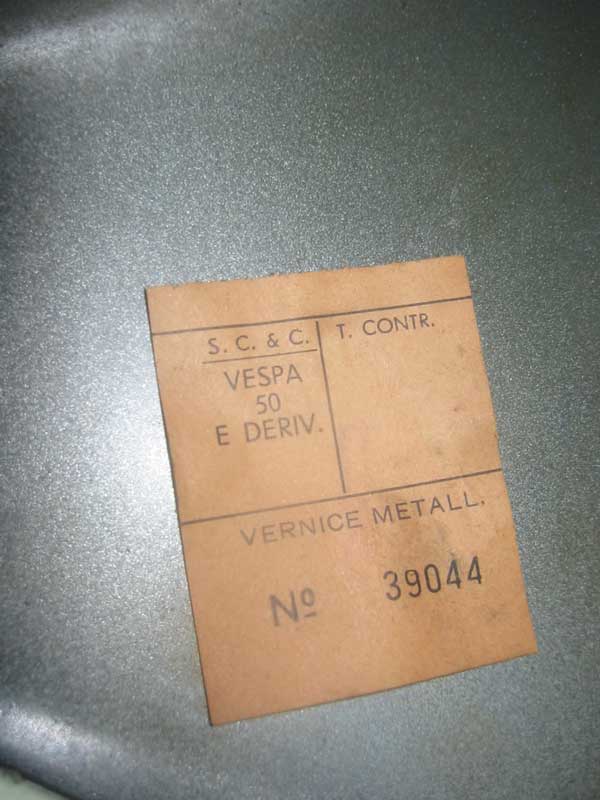 S. C. & C.
VESPA
50
E DERIV.
T. CONTR.
VERNICE METALL.
Nº 39044